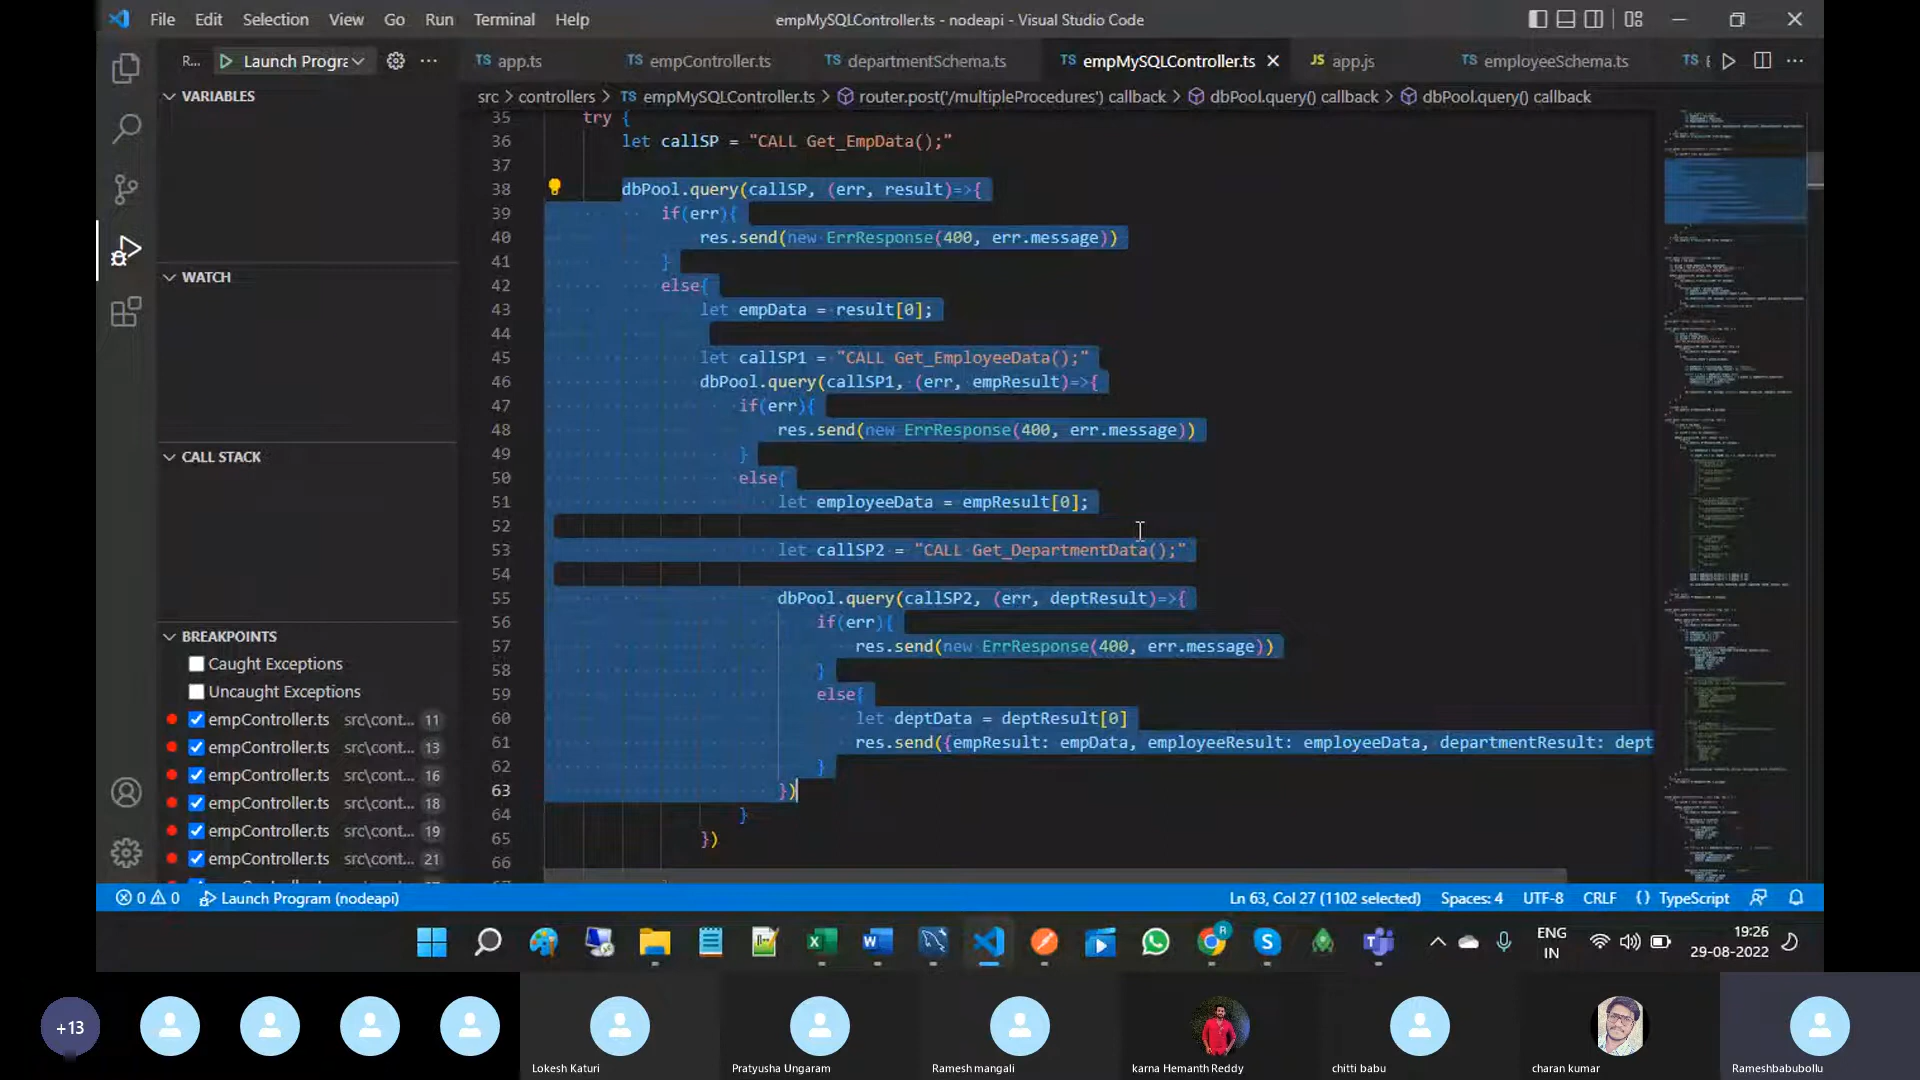 File Edit Selection View Go Run Terminal Help
empMySQLController.ts - nodeapi - Visual Studio Code
R... Launch Progra
TS app.ts
TS empController.ts
TS departmentSchema.ts
TS empMySQLController.ts
JS app.js
TS employeeSchema.ts
TS
src > controllers > TS empMySQLController.ts > router.post('/multipleProcedures') callback > dbPool.query() callback > dbPool.query() callback
VARIABLES
WATCH
CALL STACK
BREAKPOINTS
Caught Exceptions
Uncaught Exceptions
empController.ts src\cont... 11
empController.ts src\cont... 13
empController.ts src\cont... 16
empController.ts src\cont... 18
empController.ts src\cont... 19
empController.ts src\cont... 21
35 try {
36 let callSP = "CALL Get_EmpData();"
37
38 dbPool.query(callSP, (err, result)=>{
39 if(err){
40 res.send(new ErrResponse(400, err.message))
41 }
42 else{
43 let empData = result[0];
44
45 let callSP1 = "CALL Get_EmployeeData();"
46 dbPool.query(callSP1, (err, empResult)=>{
47 if(err){
48 res.send(new ErrResponse(400, err.message))
49 }
50 else{
51 let employeeData = empResult[0];
52
53 let callSP2 = "CALL Get_DepartmentData();"
54
55 dbPool.query(callSP2, (err, deptResult)=>{
56 if(err){
57 res.send(new ErrResponse(400, err.message))
58 }
59 else{
60 let deptData = deptResult[0]
61 res.send({empResult: empData, employeeResult: employeeData, departmentResult: dept
62 }
63 })
64 }
65 })
66
0 0 Launch Program (nodeapi)
Ln 63, Col 27 (1102 selected) Spaces: 4 UTF-8 CRLF {} TypeScript
R
ENG
IN
19:26
29-08-2022
+13
Lokesh Katuri
Pratyusha Ungaram
Ramesh mangali
karna Hemanth Reddy
chitti babu
charan kumar
Rameshbabubollu